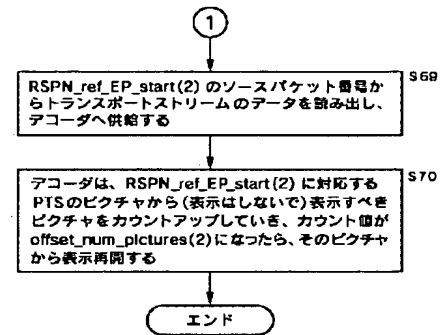 1
RSPN_ref_EP_start(2) のソースパケット番号か
らトランスポートストリームのデータを読み出し、
デコーダへ供給する
S69
デコーダは、RSPN_ref_EP_start(2) に対応する
PTSのピクチャから(表示はしないで)表示すべき
ピクチャをカウントアップしていき、カウント値が
offset_num_pictures(2)になったら、そのピクチャ
から表示再開する
S70
エンド